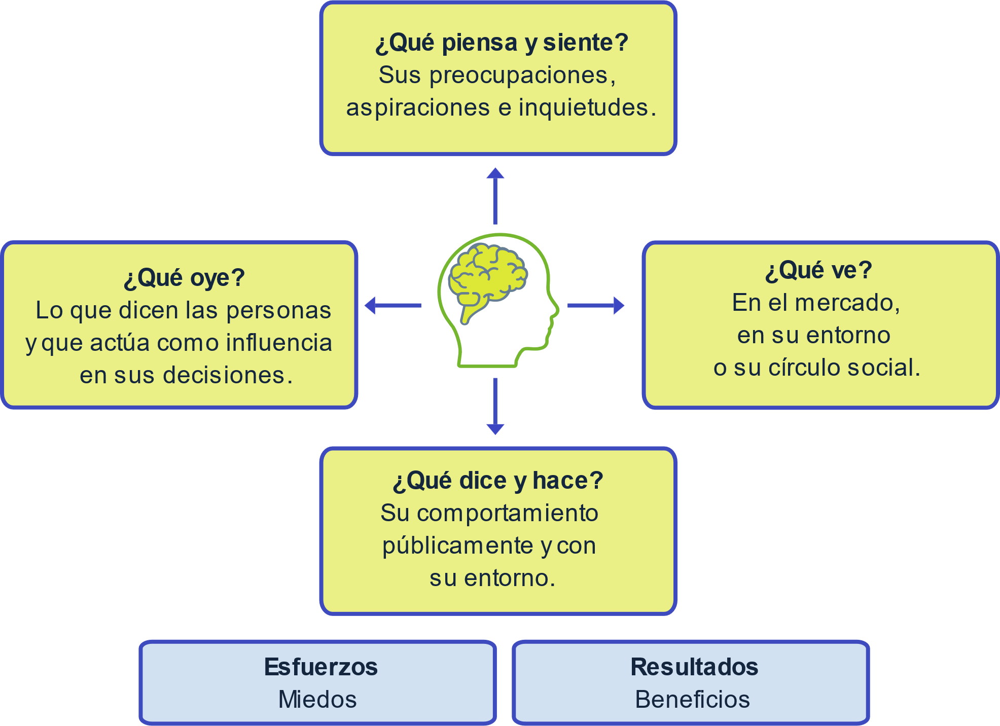 ¿Qué piensa y siente?
Sus preocupaciones,
aspiraciones e inquietudes.
¿Qué oye?
Lo que dicen las personas
y que actúa como influencia
en sus decisiones.
¿Qué ve?
En el mercado,
en su entorno
o su círculo social.
¿Qué dice y hace?
Su comportamiento
públicamente y con
su entorno.
Esfuerzos
Miedos
Resultados
Beneficios